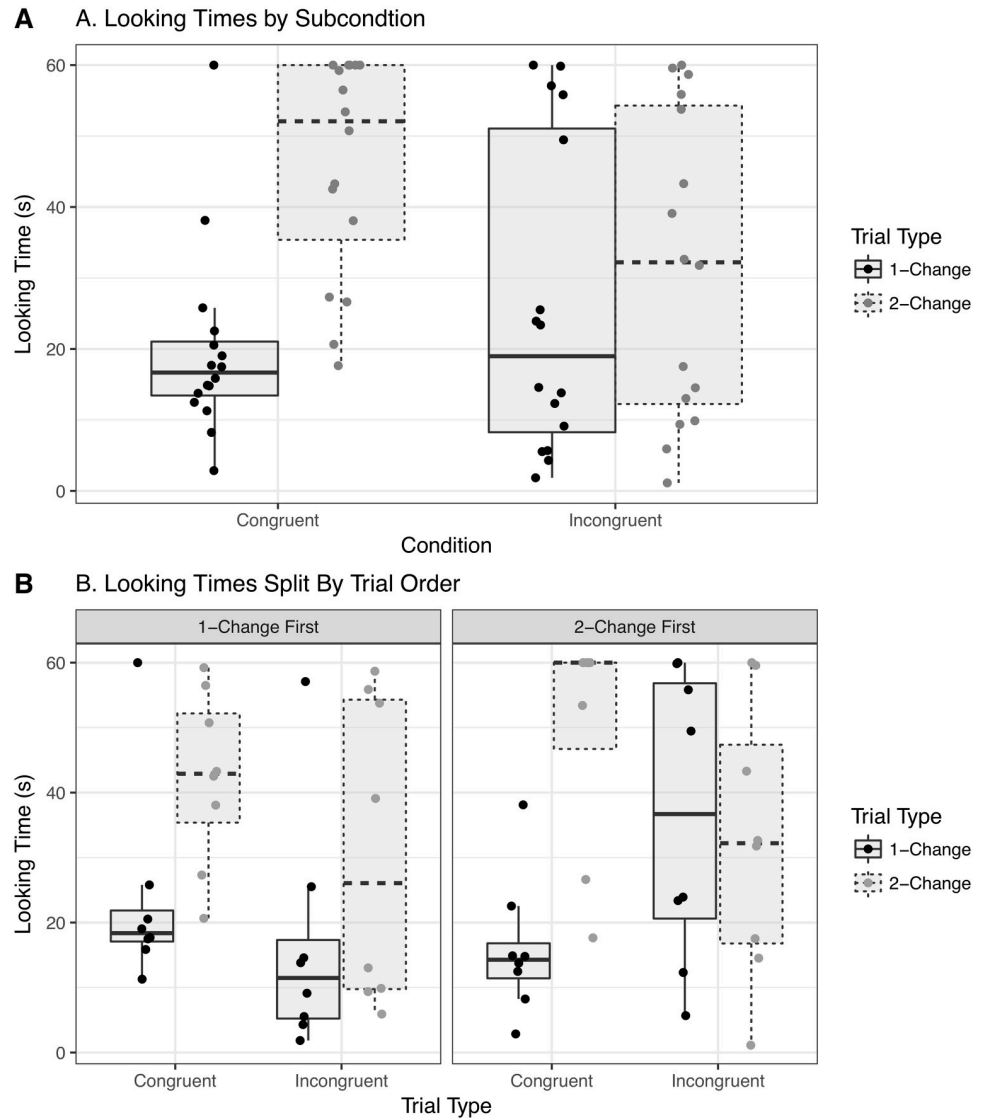 A A. Looking Times by Subcondtion
60
40
20
0
Looking Time (s)
Congruent Incongruent
Condition
Trial Type
1−Change
2−Change
B B. Looking Times Split By Trial Order
1−Change First 2−Change First
60
40
20
0
Looking Time (s)
Congruent Incongruent Congruent Incongruent
Trial Type
Trial Type
1−Change
2−Change